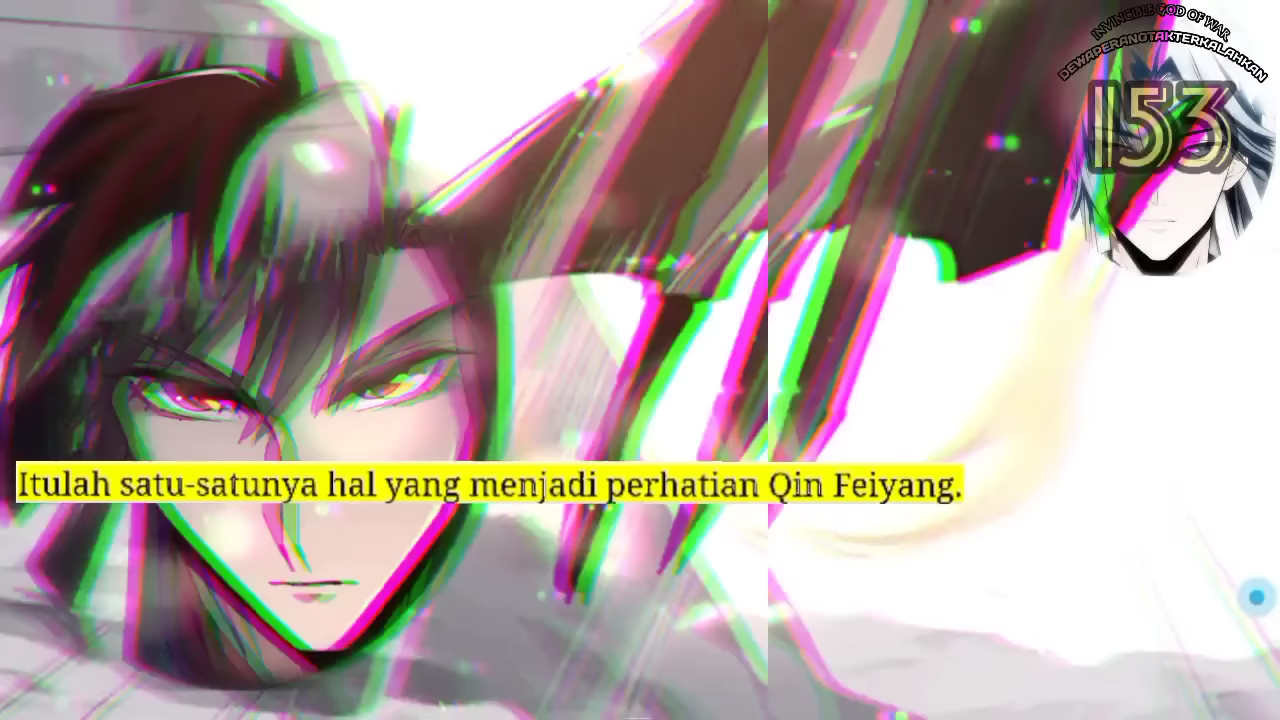 INVINCIBLE GOD OF WAR
DEWAPERANGTAKTERKALAHKAN
153
Itulah satu-satunya hal yang menjadi perhatian Qin Feiyang.